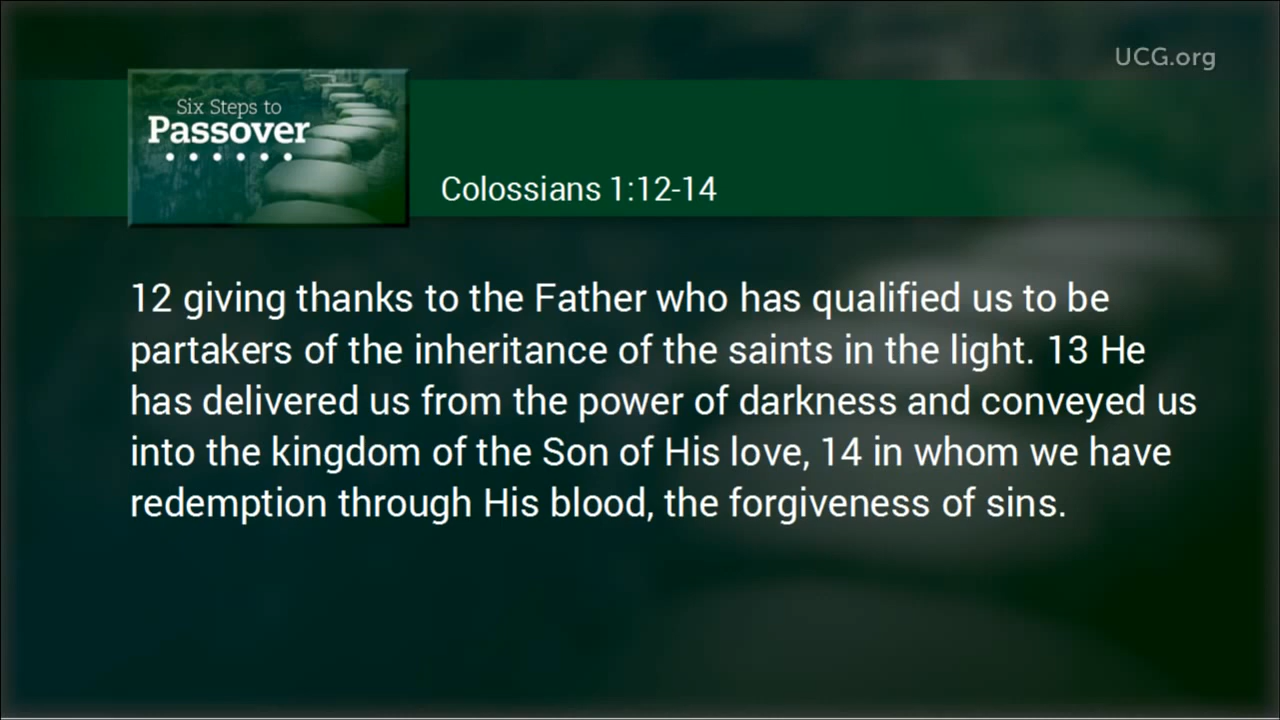 UCG.org
Six Steps to
Passover
Colossians 1:12-14
12 giving thanks to the Father who has qualified us to be
partakers of the inheritance of the saints in the light. 13 He
has delivered us from the power of darkness and conveyed us
into the kingdom of the Son of His love, 14 in whom we have
redemption through His blood, the forgiveness of sins.